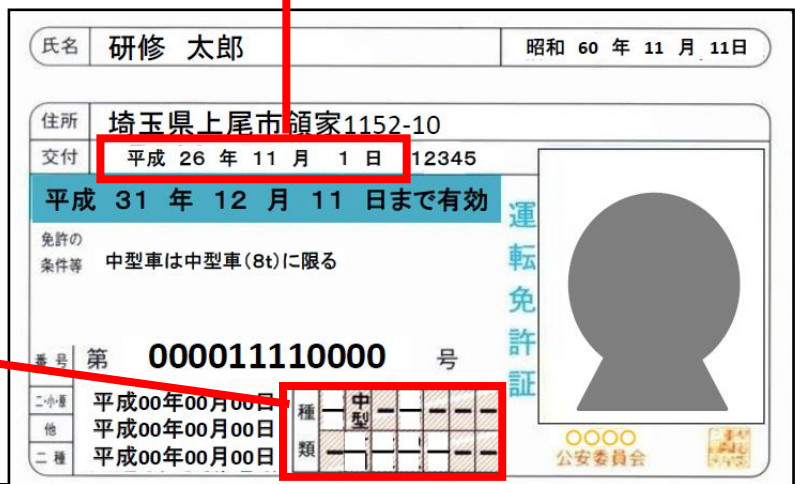 氏名 研修 太郎 昭和 60 年 11 月 11日
住所 埼玉県上尾市領家1152-10
交付 平成 26 年 11 月 1 日 12345
平成 31 年 12 月 11 日まで有効
免許の
条件等 中型車は中型車(8t)に限る
運転免許証
番号 第 000011110000 号
二・小・原 平成00年00月00日
他 平成00年00月00日
二種 平成00年00月00日
種類 中型
○○○○
公安委員会